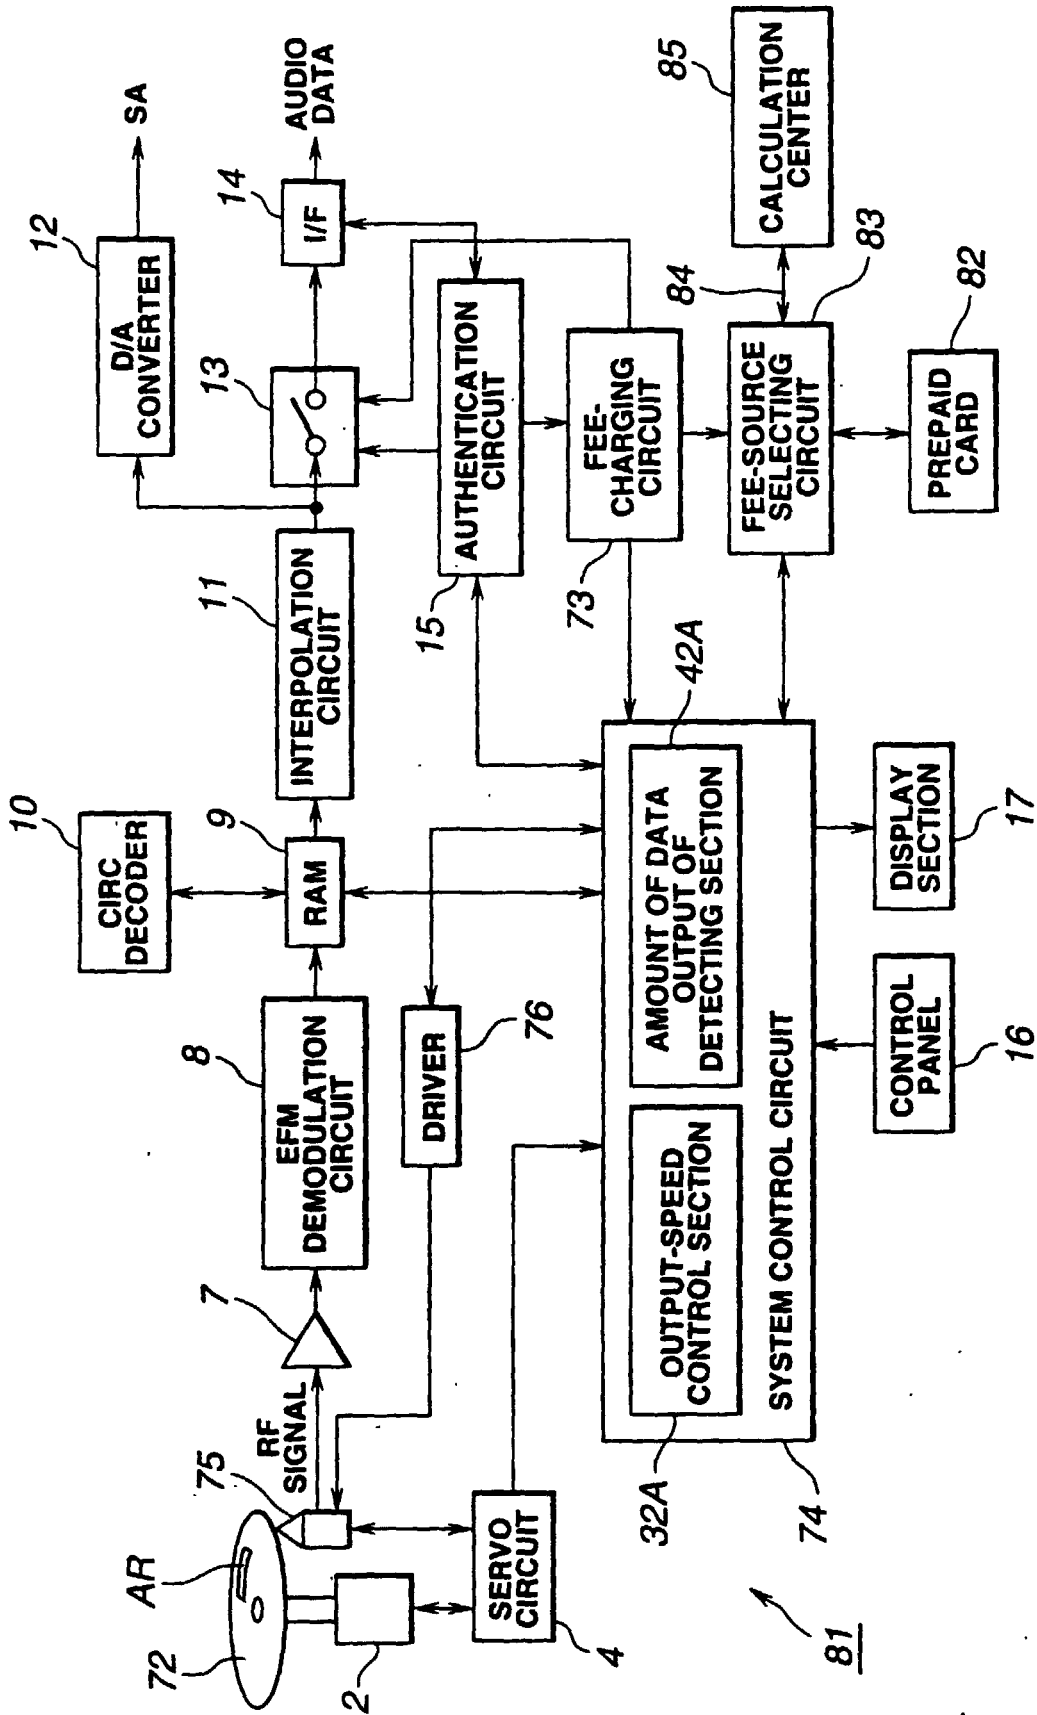 72
AR
75
RF
SIGNAL
7
8
EFM
DEMODULATION
CIRCUIT
10
CIRC
DECODER
9
RAM
11
INTERPOLATION
CIRCUIT
12
D/A
CONVERTER
SA
13
14
I/F
AUDIO
DATA
2
SERVO
CIRCUIT
4
DRIVER
76
15
AUTHENTICATION
CIRCUIT
73
FEE-
CHARGING
CIRCUIT
FEE-SOURCE
SELECTING
CIRCUIT
83
84
85
CALCULATION
CENTER
PREPAID
CARD
82
32A
OUTPUT-SPEED
CONTROL SECTION
42A
AMOUNT OF DATA
OUTPUT OF
DETECTING SECTION
SYSTEM CONTROL CIRCUIT
74
CONTROL
PANEL
16
DISPLAY
SECTION
17
81